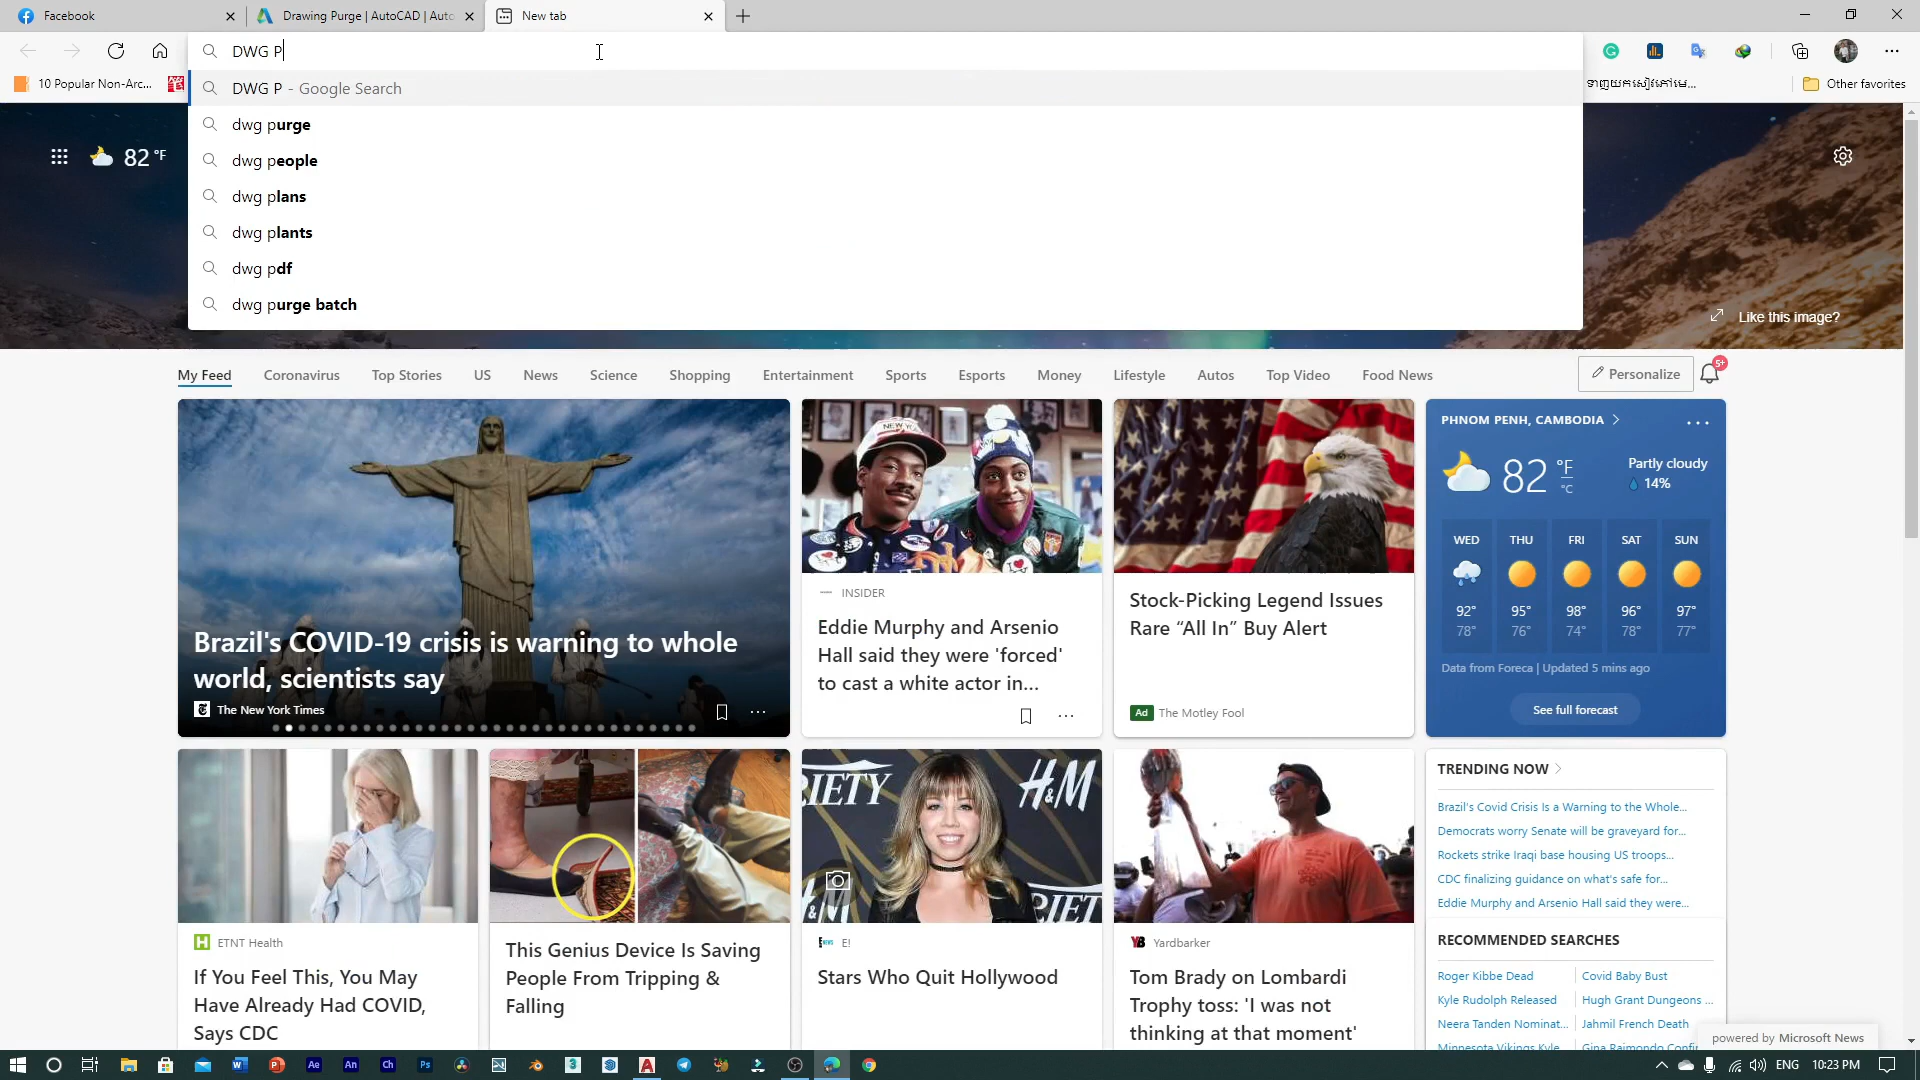 Facebook
Drawing Purge | AutoCAD | Auto
New tab
DWG P
10 Popular Non-Arc...
Other favorites
DWG P - Google Search
dwg purge
dwg people
dwg plans
dwg plants
dwg pdf
dwg purge batch
82 °F
Like this image?
My Feed
Coronavirus
Top Stories
US
News
Science
Shopping
Entertainment
Sports
Esports
Money
Lifestyle
Autos
Top Video
Food News
Personalize
5+
Brazil's COVID-19 crisis is warning to whole
world, scientists say
The New York Times
NEW YO
INSIDER
Eddie Murphy and Arsenio
Hall said they were 'forced'
to cast a white actor in...
Stock-Picking Legend Issues
Rare “All In” Buy Alert
Ad The Motley Fool
PHNOM PENH, CAMBODIA
82 °F
°C
Partly cloudy
14%
WED THU FRI SAT SUN
92° 95° 98° 96° 97°
78° 76° 74° 78° 77°
Data from Foreca | Updated 5 mins ago
See full forecast
ETNT Health
If You Feel This, You May
Have Already Had COVID,
Says CDC
This Genius Device Is Saving
People From Tripping &
Falling
RIETY
H&M
E!
Stars Who Quit Hollywood
Yardbarker
Tom Brady on Lombardi
Trophy toss: 'I was not
thinking at that moment'
TRENDING NOW
Brazil's Covid Crisis Is a Warning to the Whole...
Democrats worry Senate will be graveyard for...
Rockets strike Iraqi base housing US troops...
CDC finalizing guidance on what's safe for...
Eddie Murphy and Arsenio Hall said they were...
RECOMMENDED SEARCHES
Roger Kibbe Dead
Covid Baby Bust
Kyle Rudolph Released
Hugh Grant Dungeons ...
Neera Tanden Nominat...
Jahmil French Death
Minnesota Vikings Kyle
Gina Raimondo Confir
powered by Microsoft News
ENG
10:23 PM